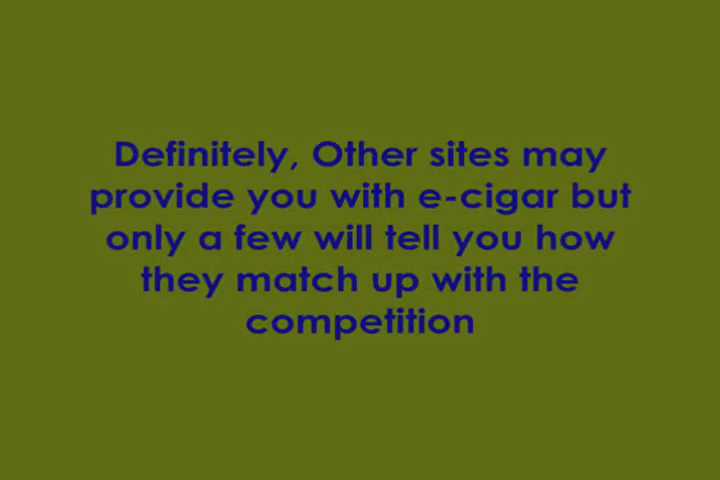 Definitely, Other sites may
provide you with e-cigar but
only a few will tell you how
they match up with the
competition